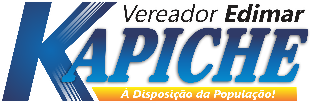 Vereador Edimar
KAPICHE
À Disposição da População!